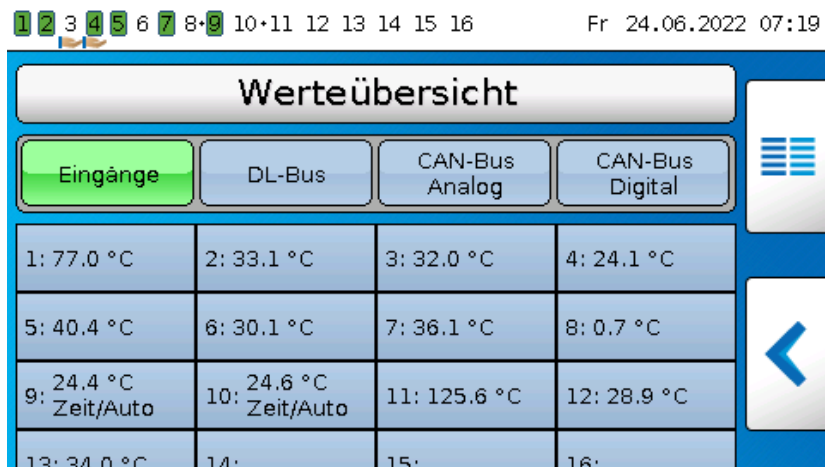 1 2 3 4 5 6 7 8·9 10·11 12 13 14 15 16 Fr 24.06.2022 07:19
Werteübersicht
Eingänge DL-Bus CAN-Bus Analog CAN-Bus Digital
1: 77.0 °C 2: 33.1 °C 3: 32.0 °C 4: 24.1 °C
5: 40.4 °C 6: 30.1 °C 7: 36.1 °C 8: 0.7 °C
9: 24.4 °C Zeit/Auto 10: 24.6 °C Zeit/Auto 11: 125.6 °C 12: 28.9 °C
13: 34.0 °C 14: 15: 16: